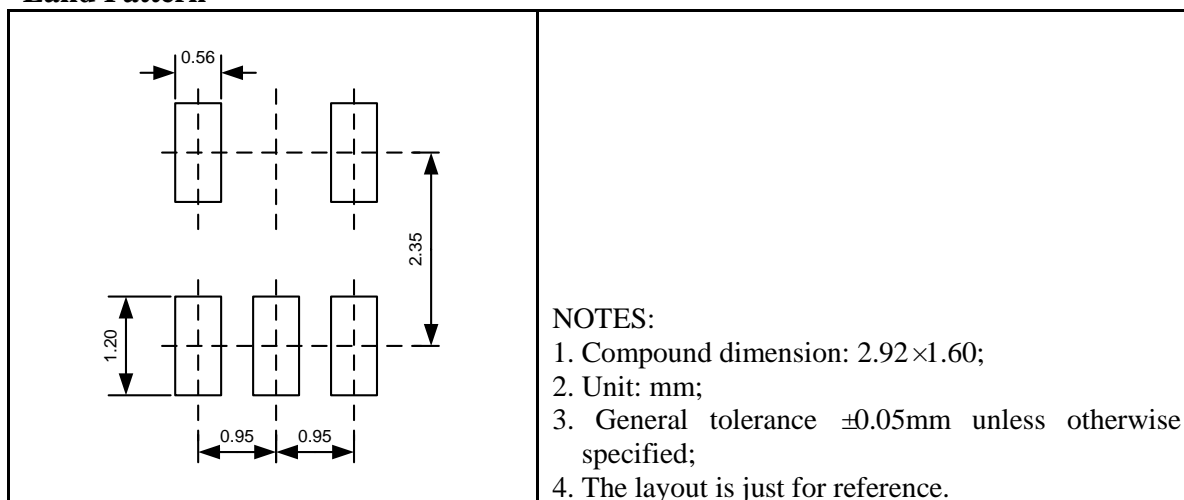 Land Pattern
0.56
2.35
1.20
0.95 0.95
NOTES:
1. Compound dimension: 2.92×1.60;
2. Unit: mm;
3. General tolerance ±0.05mm unless otherwise
specified;
4. The layout is just for reference.